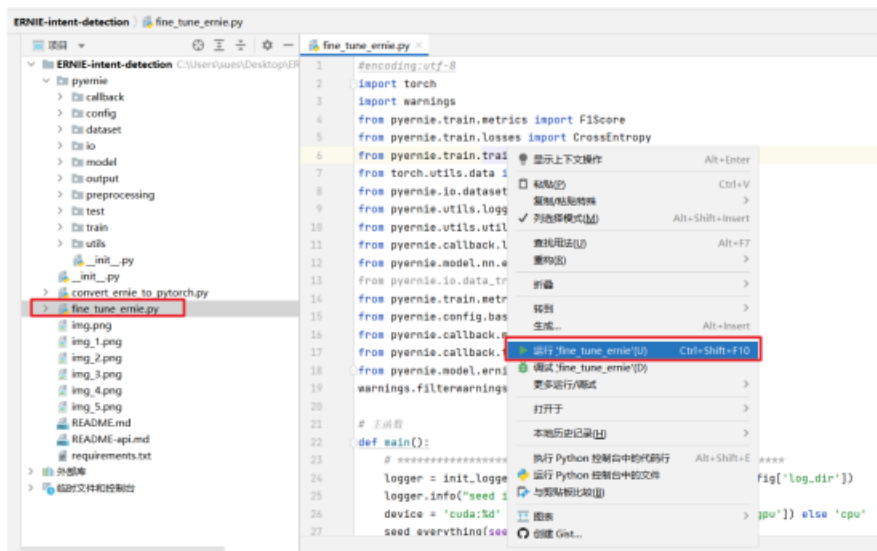 ERNIE-intent-detection fine_tune_ernie.py
项目
fine_tune_ernie.py
ERNIE-intent-detection C:\Users\sues\Desktop\ER
pyernie
callback
config
dataset
io
model
output
preprocessing
test
train
utils
__init__.py
__init__.py
convert_ernie_to_pytorch.py
fine_tune_ernie.py
img.png
img_1.png
img_2.png
img_3.png
img_4.png
img_5.png
README.md
README-api.md
requirements.txt
外部库
临时文件和控制台
1 #encoding:utf-8
2 import torch
3 import warnings
4 from pyernie.train.metrics import F1Score
5 from pyernie.train.losses import CrossEntropy
6 from pyernie.train.trai
7 from torch.utils.data i
8 from pyernie.io.dataset
9 from pyernie.utils.logg
10 from pyernie.utils.util
11 from pyernie.callback.l
12 from pyernie.model.nn.e
13 from pyernie.io.data_tr
14 from pyernie.train.metr
15 from pyernie.config.bas
16 from pyernie.callback.m
17 from pyernie.callback.
18 from pyernie.model.erni
19 warnings.filterwarnings
20
21 # 主函数
22 def main():
23 # ****************** ****
24 logger = init_logge fig['log_dir'])
25 logger.info("seed i
26 device = 'cuda:%d' gpu']) else 'cpu'
27 seed_everything(see
显示上下文操作 Alt+Enter
粘贴(P) Ctrl+V
复制/粘贴特殊
列选择模式(M) Alt+Shift+Insert
查找用法(U) Alt+F7
重构(R)
折叠
转到
生成... Alt+Insert
运行 'fine_tune_ernie'(U) Ctrl+Shift+F10
调试 'fine_tune_ernie'(D)
更多运行/调试
打开于
本地历史记录(H)
执行 Python 控制台中的代码行 Alt+Shift+E
运行 Python 控制台中的文件
与剪贴板比较(B)
图表
创建 Gist...